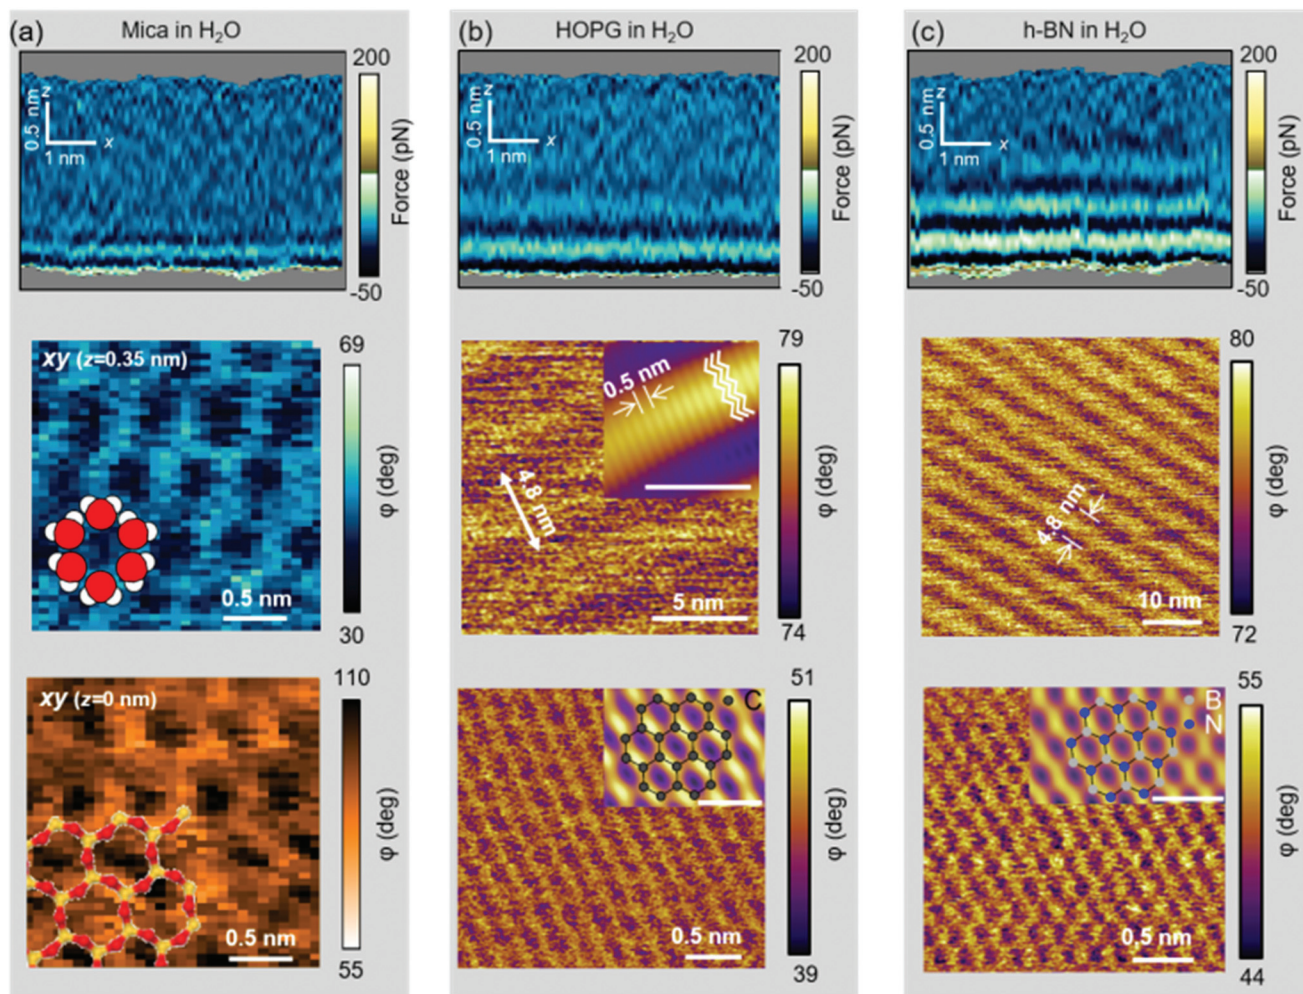 (a) Mica in H2O
200
z
0.5 nm
x
1 nm
Force (pN)
-50
xy (z=0.35 nm)
69
φ (deg)
0.5 nm
30
xy (z=0 nm)
110
φ (deg)
0.5 nm
55
(b) HOPG in H2O
200
z
0.5 nm
x
1 nm
Force (pN)
-50
79
0.5 nm
4.8 nm
φ (deg)
5 nm
74
51
C
φ (deg)
0.5 nm
39
(c) h-BN in H2O
200
z
0.5 nm
x
1 nm
Force (pN)
-50
80
4.8 nm
φ (deg)
10 nm
72
55
B
N
φ (deg)
0.5 nm
44